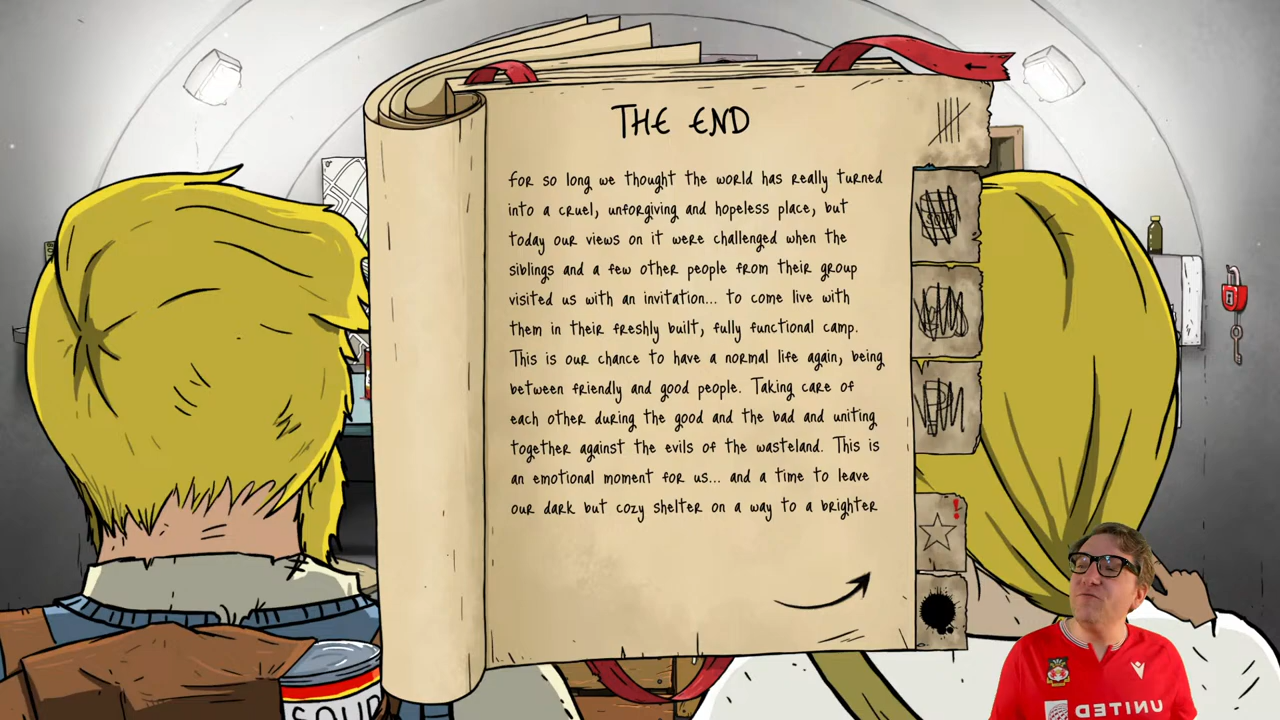 THE END
for so long we thought the world has really turned
into a cruel, unforgiving and hopeless place, but
today our views on it were challenged when the
siblings and a few other people from their group
visited us with an invitation... to come live with
them in their freshly built, fully functional camp.
This is our chance to have a normal life again, being
between friendly and good people. Taking care of
each other during the good and the bad and uniting
together against the evils of the wasteland. This is
an emotional moment for us... and a time to leave
our dark but cozy shelter on a way to a brighter
SOUP
UNITED